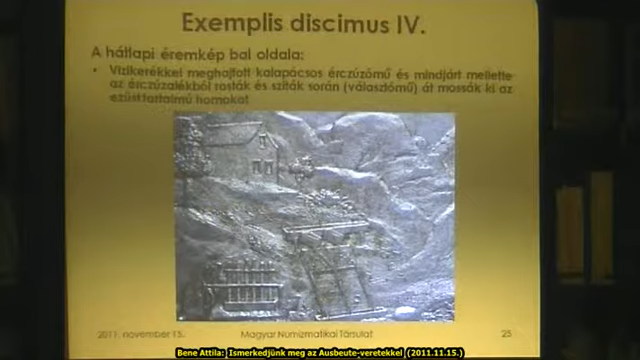 Exemplis discimus IV.
A hátlapi éremkép bal oldala:
• Vízikerékkel meghajtott kalapácsos érczúzómű és mindjárt mellette
az érczúzalékból rosták és sziták során (választómű) át mossák ki az
ezüsttartalmú homokot
2011. november 15.
Magyar Numizmatikai Társulat
25
Bene Attila: Ismerkedjünk meg az Ausbeute-veretekkel (2011.11.15.)